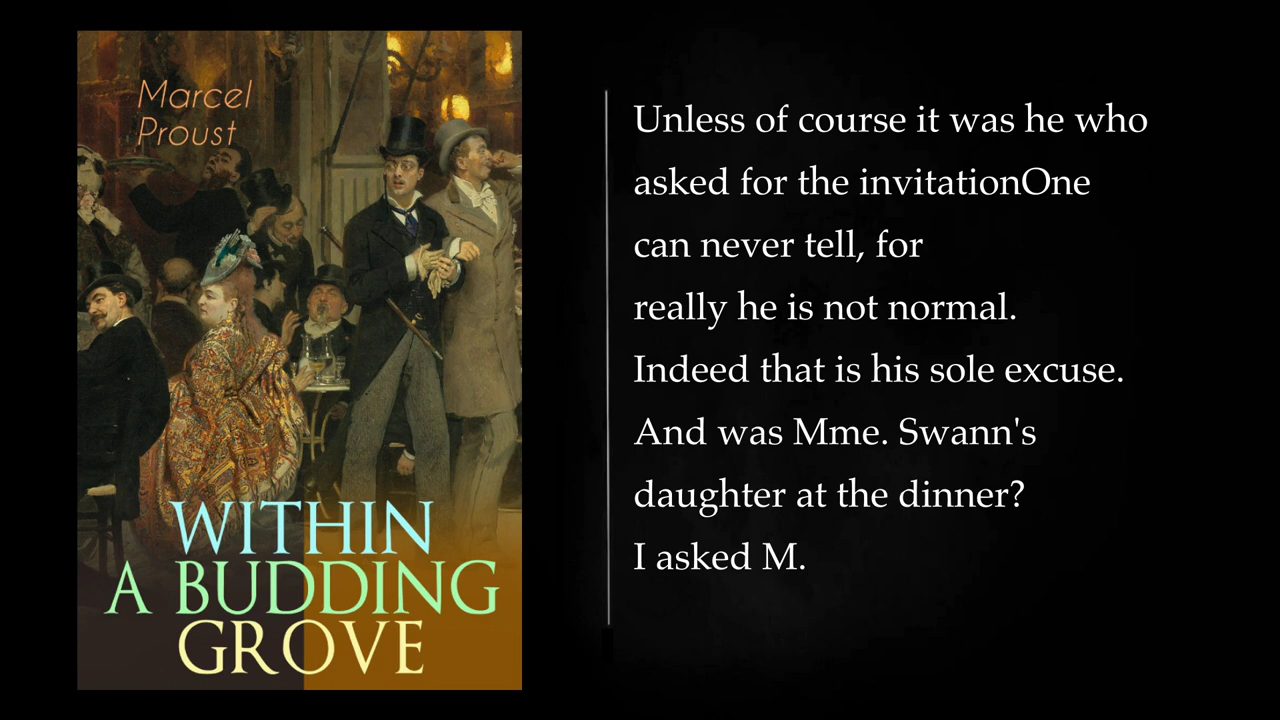 Marcel
Proust
WITHIN
A BUDDING
GROVE
Unless of course it was he who
asked for the invitationOne
can never tell, for
really he is not normal.
Indeed that is his sole excuse.
And was Mme. Swann's
daughter at the dinner?
I asked M.